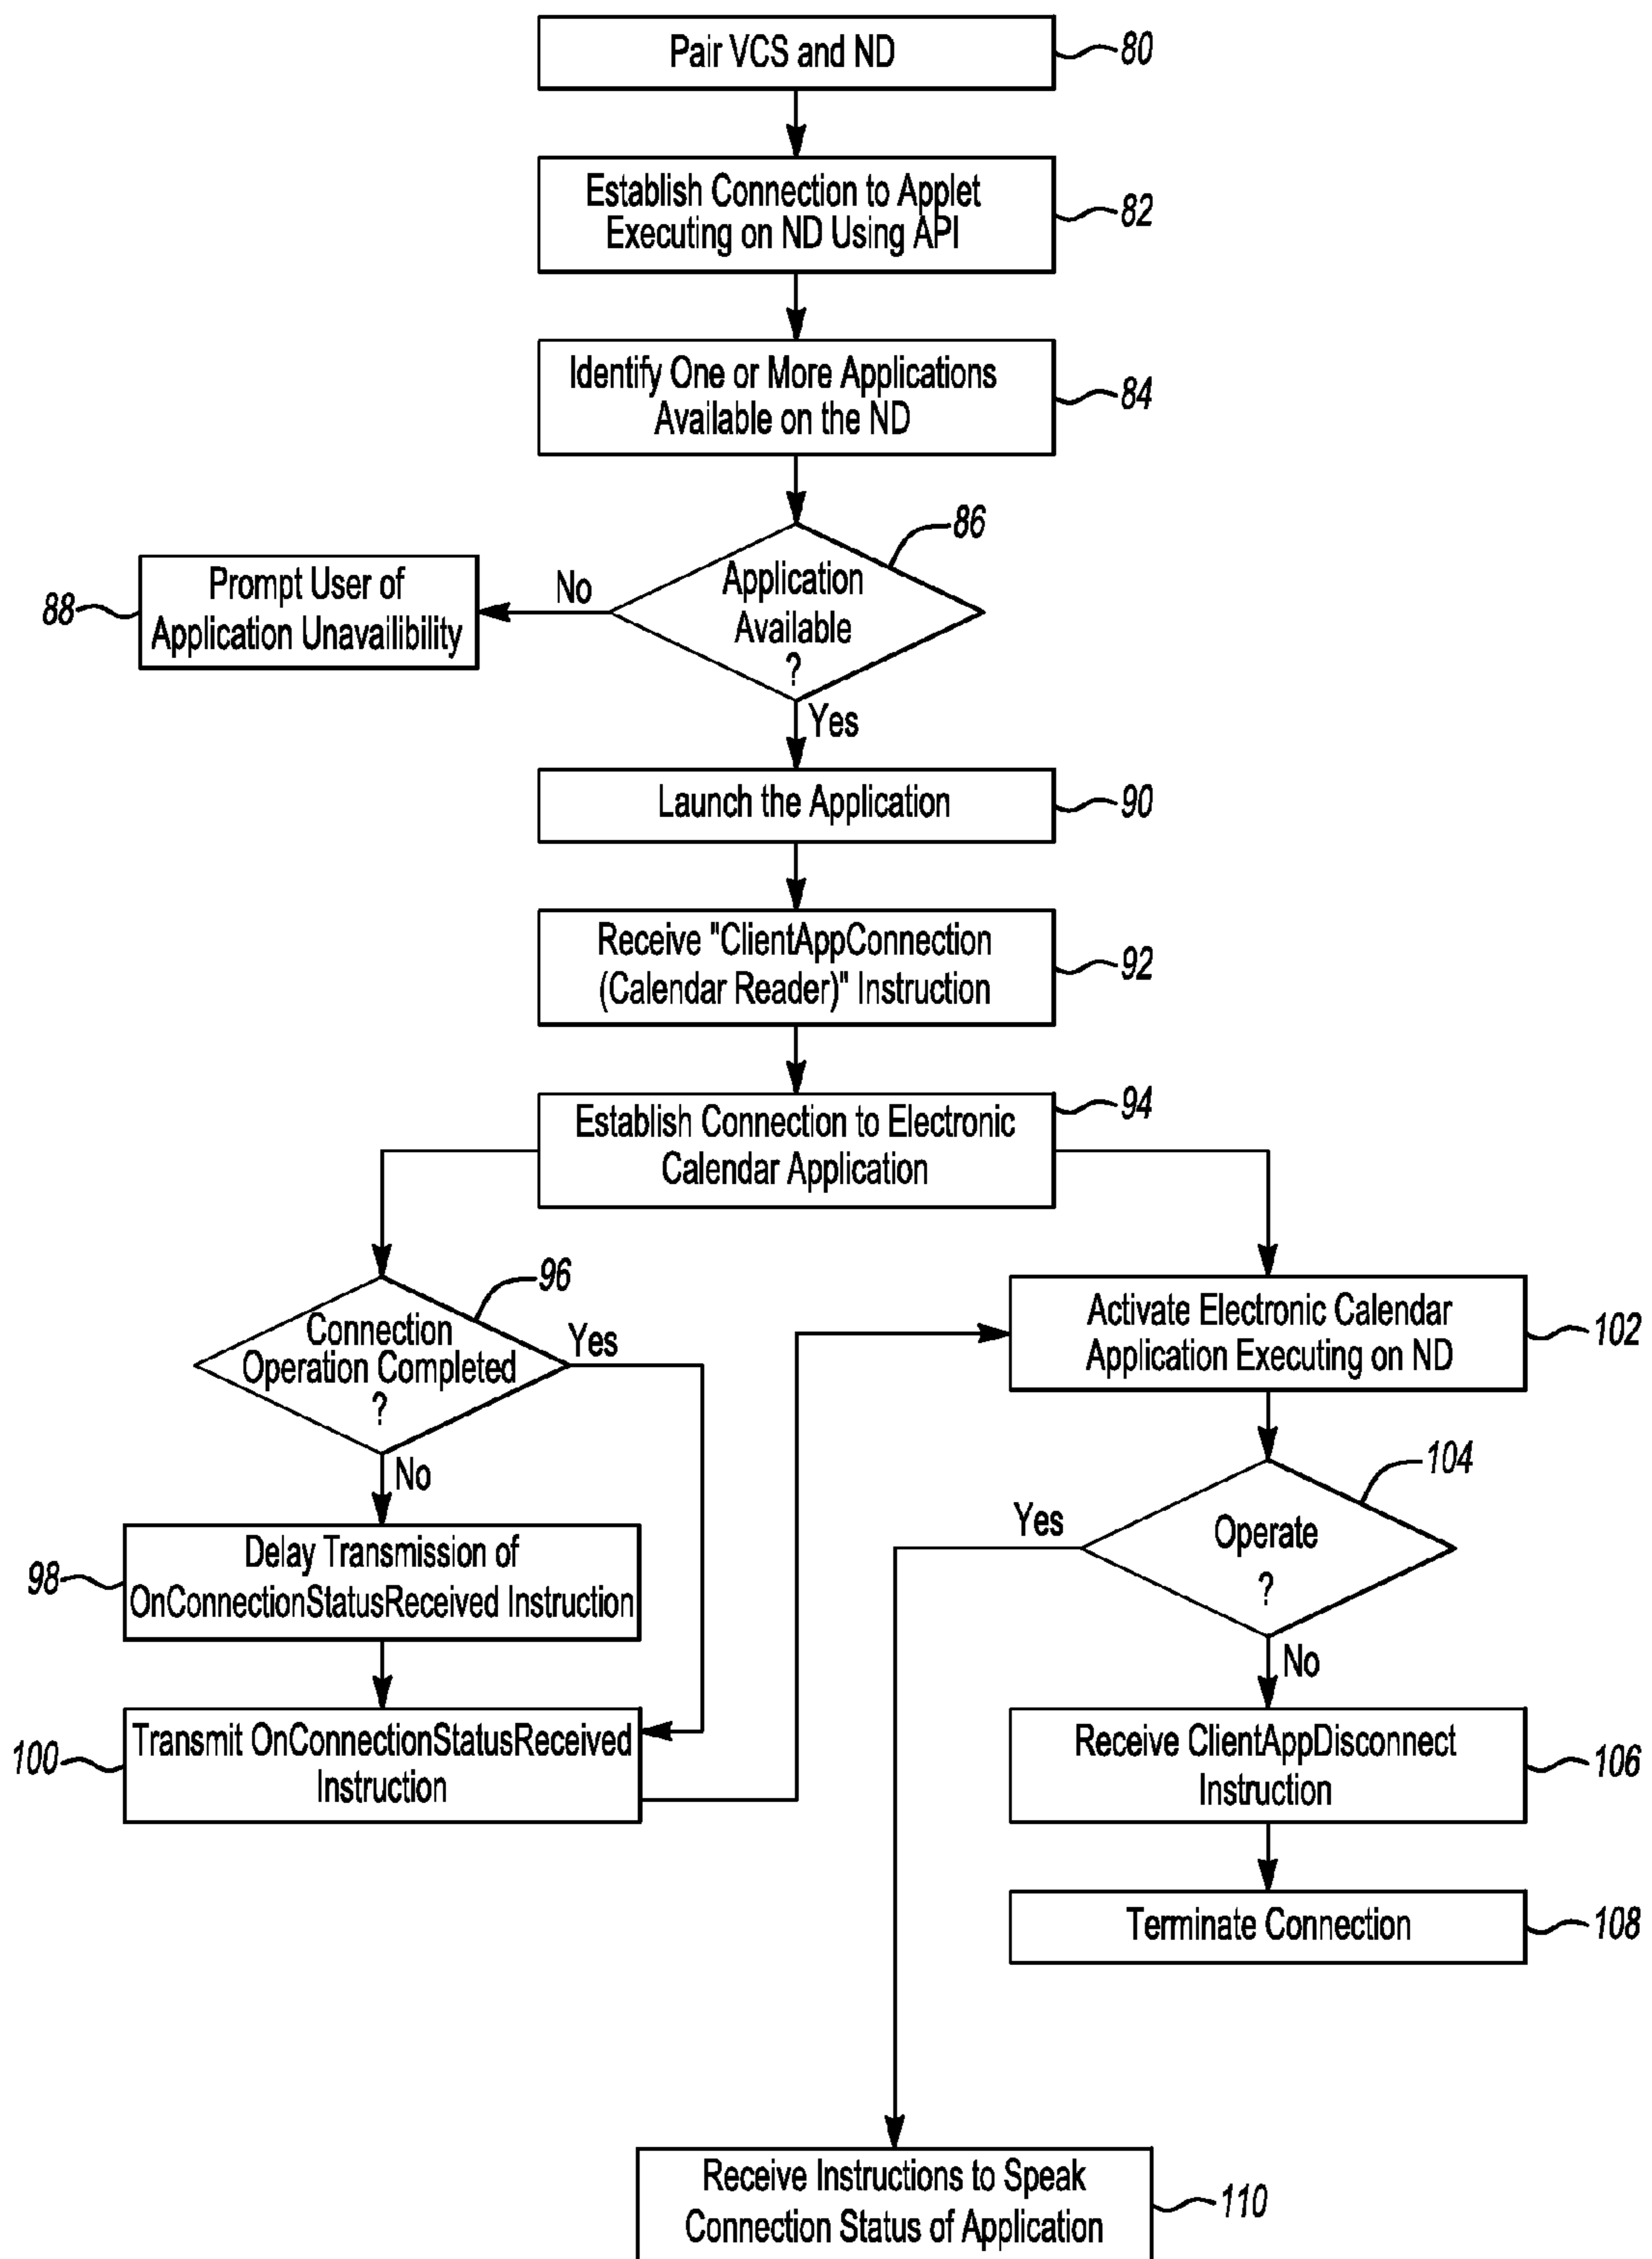 Pair VCS and ND
80
Establish Connection to Applet
Executing on ND Using API
82
Identify One or More Applications
Available on the ND
84
86
Application
Available
?
No
Prompt User of
Application Unavailibility
88
Yes
Launch the Application
90
Receive "ClientAppConnection
(Calendar Reader)" Instruction
92
Establish Connection to Electronic
Calendar Application
94
96
Connection
Operation Completed
?
Yes
No
Delay Transmission of
OnConnectionStatusReceived Instruction
98
Transmit OnConnectionStatusReceived
Instruction
100
Activate Electronic Calendar
Application Executing on ND
102
104
Operate
?
Yes
No
Receive ClientAppDisconnect
Instruction
106
Terminate Connection
108
Receive Instructions to Speak
Connection Status of Application
110